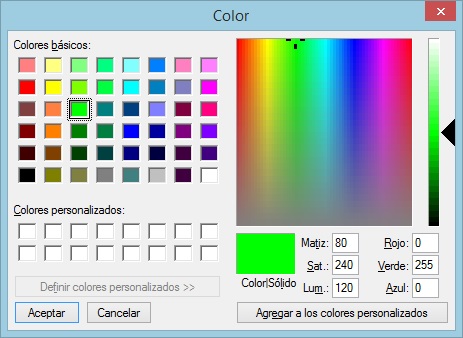 Color
Colores básicos:
Colores personalizados:
Definir colores personalizados >>
Aceptar
Cancelar
Color|Sólido
Matiz: 80
Sat.: 240
Lum.: 120
Rojo: 0
Verde: 255
Azul: 0
Agregar a los colores personalizados